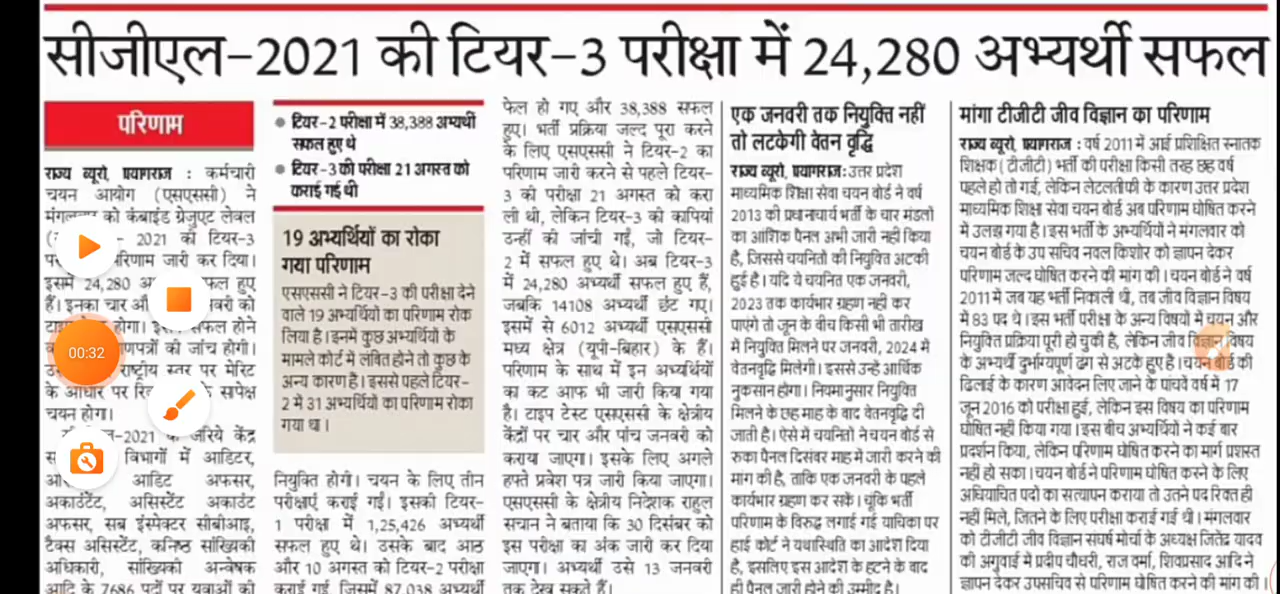 सीजीएल-2021 की टियर-3 परीक्षा में 24,280 अभ्यर्थी सफल
परिणाम
राज्य ब्यूरो, प्रयागराज : कर्मचारी
चयन आयोग (एसएससी) ने
को कंबाइंड ग्रेजुएट लेवल
- 2021 की टियर-3
परिणाम जारी कर दिया।
इसमें 24,280
हैं। इनका चार और
होगा। सफल होने
की जांच होगी।
राष्ट्रीय स्तर पर मेरिट
के आधार पर के सापेक्ष
चयन होगा।
के जरिये केंद्र
विभागों में आडिटर,
आडिट अफसर,
अकाउंटेंट, असिस्टेंट अकाउंट
अफसर, सब इंस्पेक्टर सीबीआइ,
टैक्स असिस्टेंट, कनिष्ठ सांख्यिकी
अधिकारी, सांख्यिकी अन्वेषक
आदि के 7686 पदों पर युवाओं की
● टियर-2 परीक्षा में 38,388 अभ्यर्थी
सफल हुए थे
● टियर-3 की परीक्षा 21 अगस्त को
कराई गई थी
19 अभ्यर्थियों का रोका
गया परिणाम
एसएससी ने टियर-3 की परीक्षा देने
वाले 19 अभ्यर्थियों का परिणाम रोक
लिया है। इनमें कुछ अभ्यर्थियों के
मामले कोर्ट में लंबित होने तो कुछ के
अन्य कारण है। इससे पहले टियर-
2 में 31 अभ्यर्थियों का परिणाम रोका
गया था।
नियुक्ति होगी। चयन के लिए तीन
परीक्षाएं कराई गईं। इसकी टियर-
1 परीक्षा में 1,25,426 अभ्यर्थी
सफल हुए थे। उसके बाद आठ
और 10 अगस्त को टियर-2 परीक्षा
कराई गई, जिसमें 87,038 अभ्यर्थी
फेल हो गए और 38,388 सफल
हुए। भर्ती प्रक्रिया जल्द पूरा करने
के लिए एसएससी ने टियर-2 का
परिणाम जारी करने से पहले टियर-
3 की परीक्षा 21 अगस्त को करा
ली थी, लेकिन टियर-3 की कापियां
उन्हीं की जांची गईं, जो टियर-
2 में सफल हुए थे। अब टियर-3
में 24,280 अभ्यर्थी सफल हुए हैं,
जबकि 14108 अभ्यर्थी छंट गए।
इसमें से 6012 अभ्यर्थी एसएससी
मध्य क्षेत्र (यूपी-बिहार) के हैं।
परिणाम के साथ में इन अभ्यर्थियों
का कट आफ भी जारी किया गया
है। टाइप टेस्ट एसएससी के क्षेत्रीय
केंद्रों पर चार और पांच जनवरी को
कराया जाएगा। इसके लिए अगले
हफ्ते प्रवेश पत्र जारी किया जाएगा।
एसएससी के क्षेत्रीय निदेशक राहुल
सचान ने बताया कि 30 दिसंबर को
इस परीक्षा का अंक जारी कर दिया
जाएगा। अभ्यर्थी उसे 13 जनवरी
तक देख सकते हैं।
एक जनवरी तक नियुक्ति नहीं
तो लटकेगी वेतन वृद्धि
राज्य ब्यूरो, प्रयागराज: उत्तर प्रदेश
माध्यमिक शिक्षा सेवा चयन बोर्ड ने वर्ष
2013 की प्रधानाचार्य भर्ती के चार मंडलों
का आंशिक पैनल अभी जारी नहीं किया
है, जिससे चयनितों की नियुक्ति अटकी
हुई है। यदि ये चयनित एक जनवरी,
2023 तक कार्यभार ग्रहण नहीं कर
पाएंगे तो जून के बीच किसी भी तारीख
में नियुक्ति मिलने पर जनवरी, 2024 में
वेतनवृद्धि मिलेगी। इससे उन्हें आर्थिक
नुकसान होगा। नियमानुसार नियुक्ति
मिलने के छह माह के बाद वेतनवृद्धि दी
जाती है। ऐसे में चयनितों ने चयन बोर्ड से
रुका पैनल दिसंबर माह में जारी करने की
मांग की है, ताकि एक जनवरी के पहले
कार्यभार ग्रहण कर सकें। चूंकि भर्ती
परिणाम के विरुद्ध लगाई गई याचिका पर
हाई कोर्ट ने यथास्थिति का आदेश दिया
है, इसलिए इस आदेश के हटने के बाद
ही पैनल जारी होने की उम्मीद है।
मांगा टीजीटी जीव विज्ञान का परिणाम
राज्य ब्यूरो, प्रयागराज: वर्ष 2011 में आई प्रशिक्षित स्नातक
शिक्षक (टीजीटी) भर्ती की परीक्षा किसी तरह छह वर्ष
पहले हो तो गई, लेकिन लेटलतीफी के कारण उत्तर प्रदेश
माध्यमिक शिक्षा सेवा चयन बोर्ड अब परिणाम घोषित करने
में उलझ गया है। इस भर्ती के अभ्यर्थियों ने मंगलवार को
चयन बोर्ड के उप सचिव नवल किशोर को ज्ञापन देकर
परिणाम जल्द घोषित करने की मांग की। चयन बोर्ड ने वर्ष
2011 में जब यह भर्ती निकाली थी, तब जीव विज्ञान विषय
में 83 पद थे। इस भर्ती परीक्षा के अन्य विषयों में चयन और
नियुक्ति प्रक्रिया पूरी हो चुकी है, लेकिन जीव विज्ञान विषय
के अभ्यर्थी दुर्भाग्यपूर्ण ढंग से अटके हुए है। चयन बोर्ड की
ढिलाई के कारण आवेदन लिए जाने के पांचवें वर्ष में 17
जून 2016 को परीक्षा हुई, लेकिन इस विषय का परिणाम
घोषित नहीं किया गया। इस बीच अभ्यर्थियों ने कई बार
प्रदर्शन किया, लेकिन परिणाम घोषित करने का मार्ग प्रशस्त
नहीं हो सका। चयन बोर्ड ने परिणाम घोषित करने के लिए
अधियाचित पदों का सत्यापन कराया तो उतने पद रिक्त ही
नहीं मिले, जितने के लिए परीक्षा कराई गई थी। मंगलवार
को टीजीटी जीव विज्ञान संघर्ष मोर्चा के अध्यक्ष जितेंद्र यादव
की अगुवाई में प्रदीप चौधरी, राज वर्मा, शिवप्रसाद आदि ने
ज्ञापन देकर उपसचिव से परिणाम घोषित करने की मांग की।
00:32